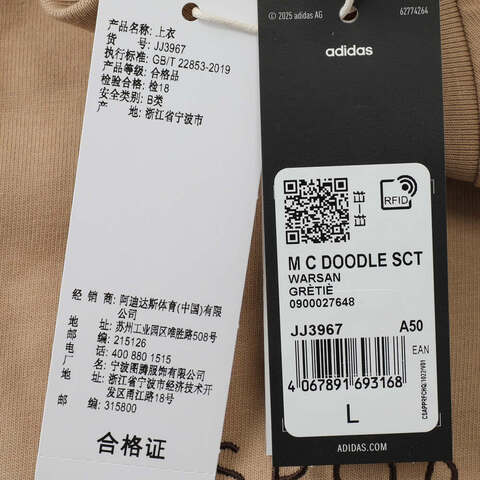 产品名称: 上衣
货 号: JJ3967
执行标准: GB/T 22853-2019
产品等级: 合格品
检验合格: 检18
安全类别: B类
产 地: 浙江省宁波市
经 销 商: 阿迪达斯体育(中国)有限公司
地 址: 苏州工业园区唯胜路508号
邮 编: 215126
电 话: 400 880 1515
制 造 商: 宁波图腾服饰有限公司
地 址: 浙江省宁波市经济技术开发区甬江路18号
邮 编: 315800
合格证
© 2025 adidas AG
62774264
adidas
RFID
M C DOODLE SCT
WARSAN
GRÈTIÈ
0900027648
JJ3967 A50
EAN
4 067891 693168
L
ADIDAS.COM